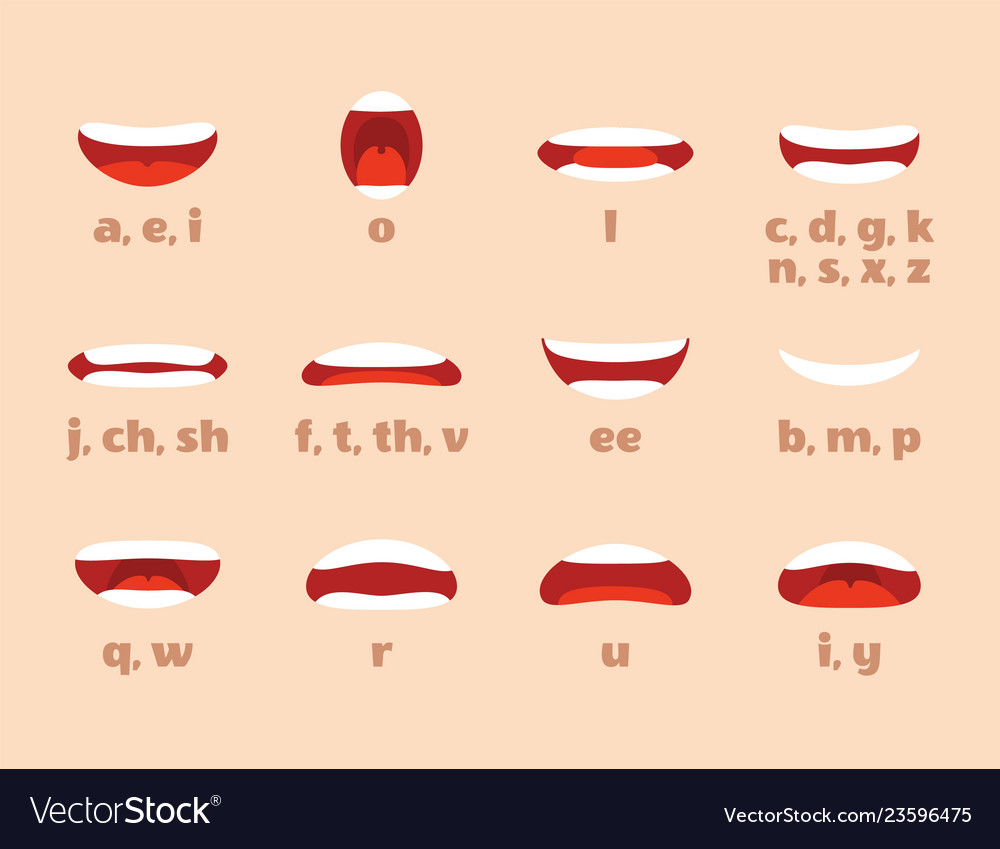 a, e, i
o
l
c, d, g, k
n, s, x, z
j, ch, sh
f, t, th, v
ee
b, m, p
q, w
r
u
i, y
VectorStock®
VectorStock.com/23596475